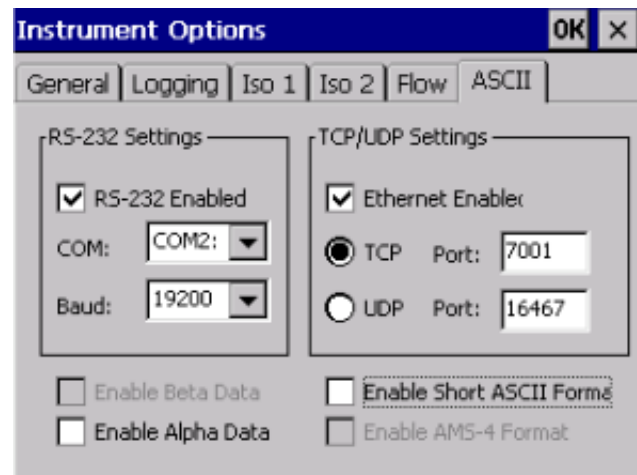 Instrument Options OK ×
General Logging Iso 1 Iso 2 Flow ASCII
RS-232 Settings
RS-232 Enabled
COM: COM2:
Baud: 19200
TCP/UDP Settings
Ethernet Enablec
TCP Port: 7001
UDP Port: 16467
Enable Beta Data
Enable Alpha Data
Enable Short ASCII Forma
Enable AMS-4 Format